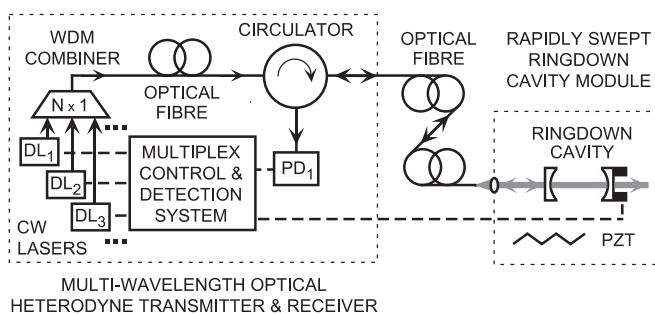 WDM
COMBINER
CIRCULATOR
OPTICAL
FIBRE
OPTICAL
FIBRE
RAPIDLY SWEPT
RINGDOWN
CAVITY MODULE
N x 1
DL1
DL2
DL3
CW
LASERS
MULTIPLEX
CONTROL &
DETECTION
SYSTEM
PD1
RINGDOWN
CAVITY
PZT
MULTI-WAVELENGTH OPTICAL
HETERODYNE TRANSMITTER & RECEIVER